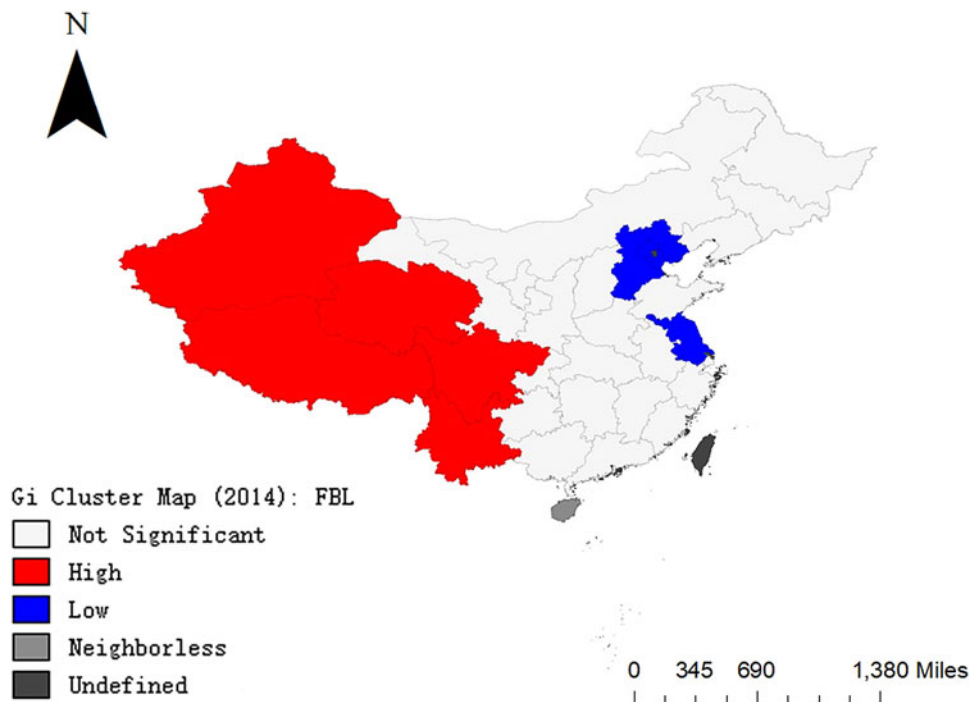 N
Gi Cluster Map (2014): FBL
Not Significant
High
Low
Neighborless
Undefined
0 345 690 1,380 Miles